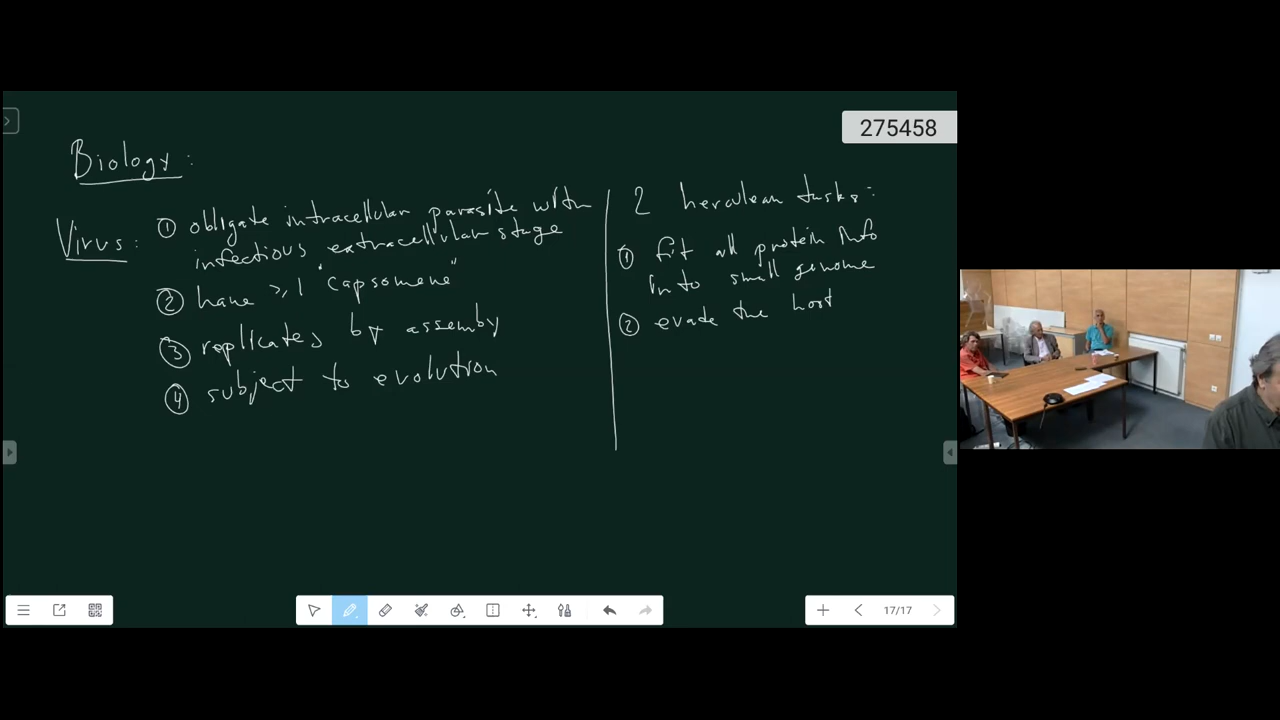 275458
Biology:
Virus: ① obligate intracellular parasite with
infectious extracellular stage
② have ⩾ 1 "capsomere"
③ replicates by assembly
④ subject to evolution
2 herculean tasks:
① fit all protein info
into small genome
② evade the host
17/17